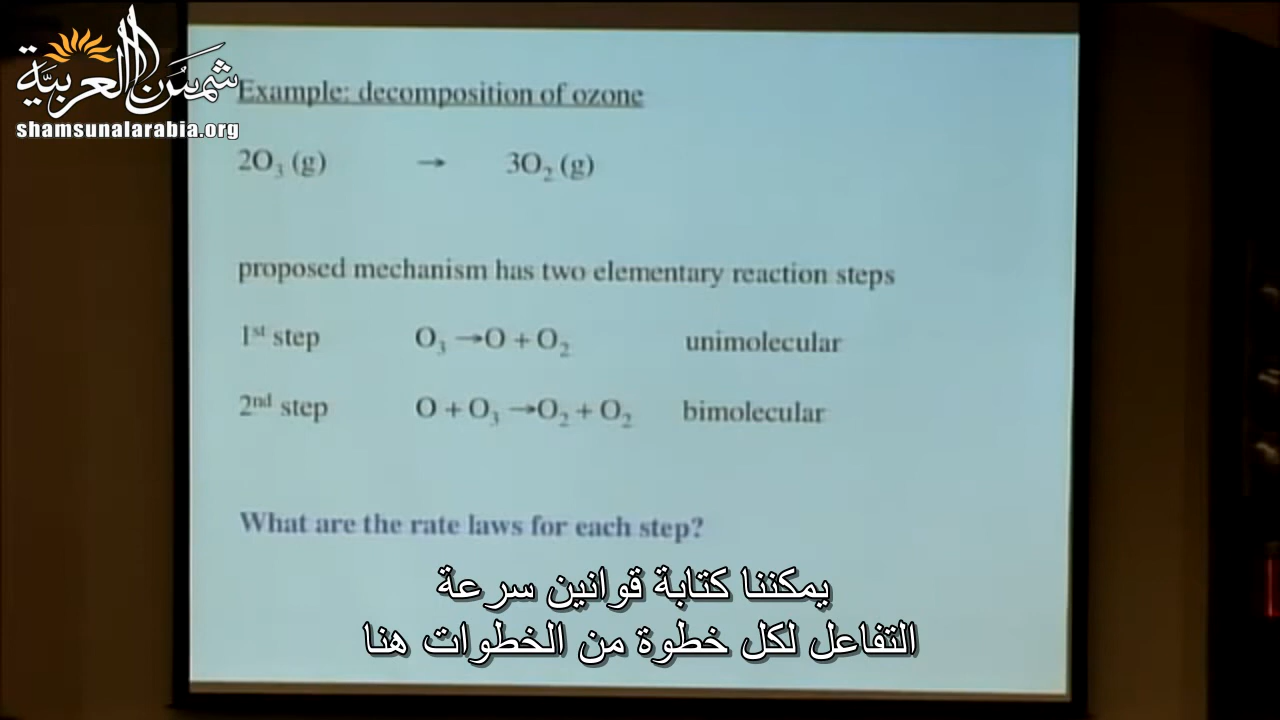 شمس العربية
shamsunalarabia.org
Example: decomposition of ozone
2O₃ (g) → 3O₂ (g)
proposed mechanism has two elementary reaction steps
1ˢᵗ step O₃ →O + O₂ unimolecular
2ⁿᵈ step O + O₃ →O₂ + O₂ bimolecular
What are the rate laws for each step?
يمكننا كتابة قوانين سرعة
التفاعل لكل خطوة من الخطوات هنا